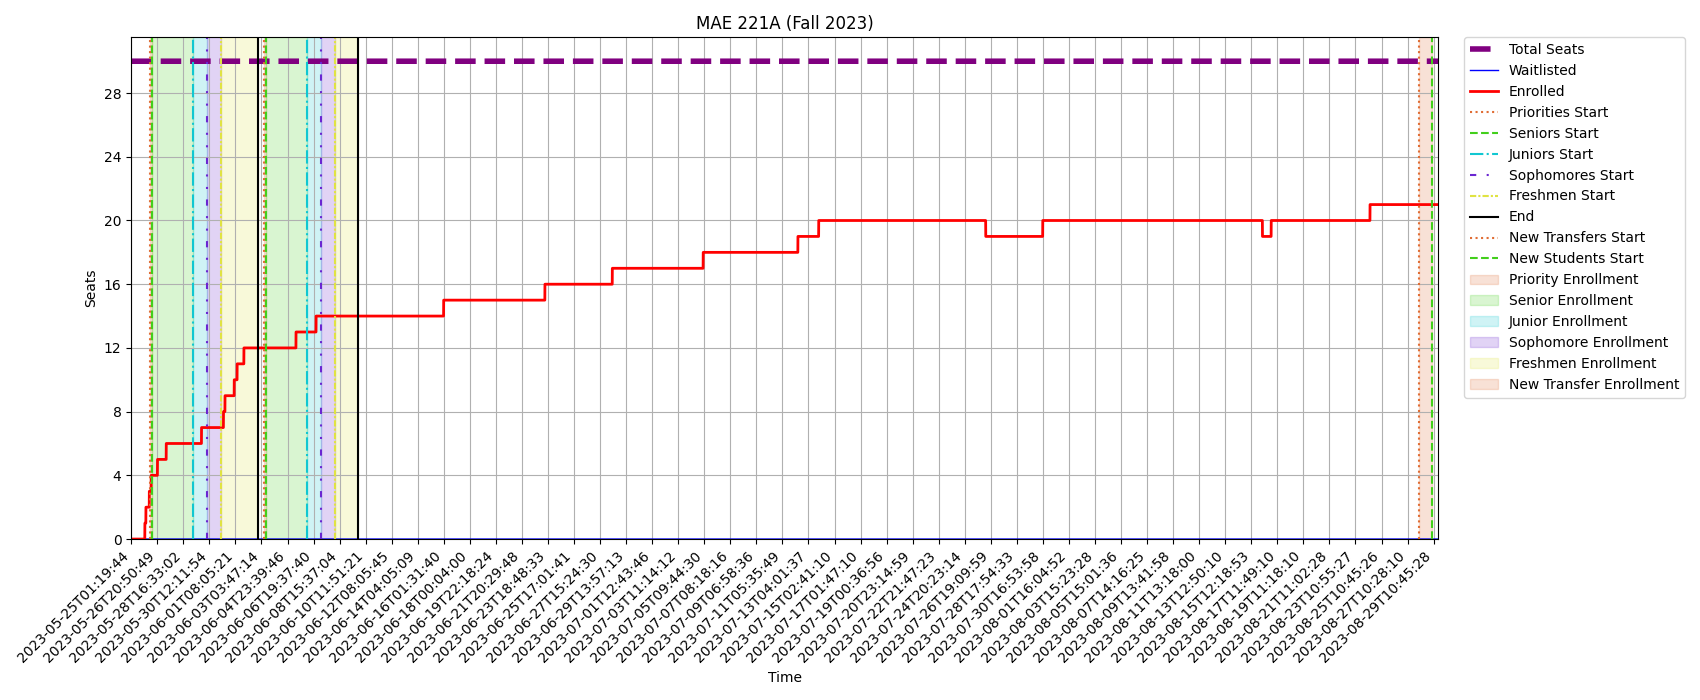 MAE 221A (Fall 2023)
Seats
28
24
20
16
12
8
4
0
2023-05-25T01:19:44
2023-05-26T20:50:49
2023-05-28T16:33:02
2023-05-30T12:11:54
2023-06-01T08:05:21
2023-06-03T03:47:14
2023-06-04T23:39:46
2023-06-06T19:37:40
2023-06-08T15:37:04
2023-06-10T11:51:21
2023-06-12T08:05:45
2023-06-14T04:05:09
2023-06-16T01:31:40
2023-06-18T00:04:00
2023-06-19T22:18:24
2023-06-21T20:29:48
2023-06-23T18:48:33
2023-06-25T17:01:41
2023-06-27T15:24:30
2023-06-29T13:57:13
2023-07-01T12:43:46
2023-07-03T11:14:12
2023-07-05T09:44:30
2023-07-07T08:18:16
2023-07-09T06:58:36
2023-07-11T05:35:49
2023-07-13T04:01:37
2023-07-15T02:41:10
2023-07-17T01:47:10
2023-07-19T00:36:56
2023-07-20T23:14:59
2023-07-22T21:47:23
2023-07-24T20:23:14
2023-07-26T19:09:59
2023-07-28T17:54:33
2023-07-30T16:53:58
2023-08-01T16:04:52
2023-08-03T15:23:28
2023-08-05T15:01:36
2023-08-07T14:16:25
2023-08-09T13:41:58
2023-08-11T13:18:00
2023-08-13T12:50:10
2023-08-15T12:18:53
2023-08-17T11:49:10
2023-08-19T11:18:10
2023-08-21T11:02:28
2023-08-23T10:55:27
2023-08-25T10:45:26
2023-08-27T10:28:10
2023-08-29T10:45:28
Time
Total Seats
Waitlisted
Enrolled
Priorities Start
Seniors Start
Juniors Start
Sophomores Start
Freshmen Start
End
New Transfers Start
New Students Start
Priority Enrollment
Senior Enrollment
Junior Enrollment
Sophomore Enrollment
Freshmen Enrollment
New Transfer Enrollment